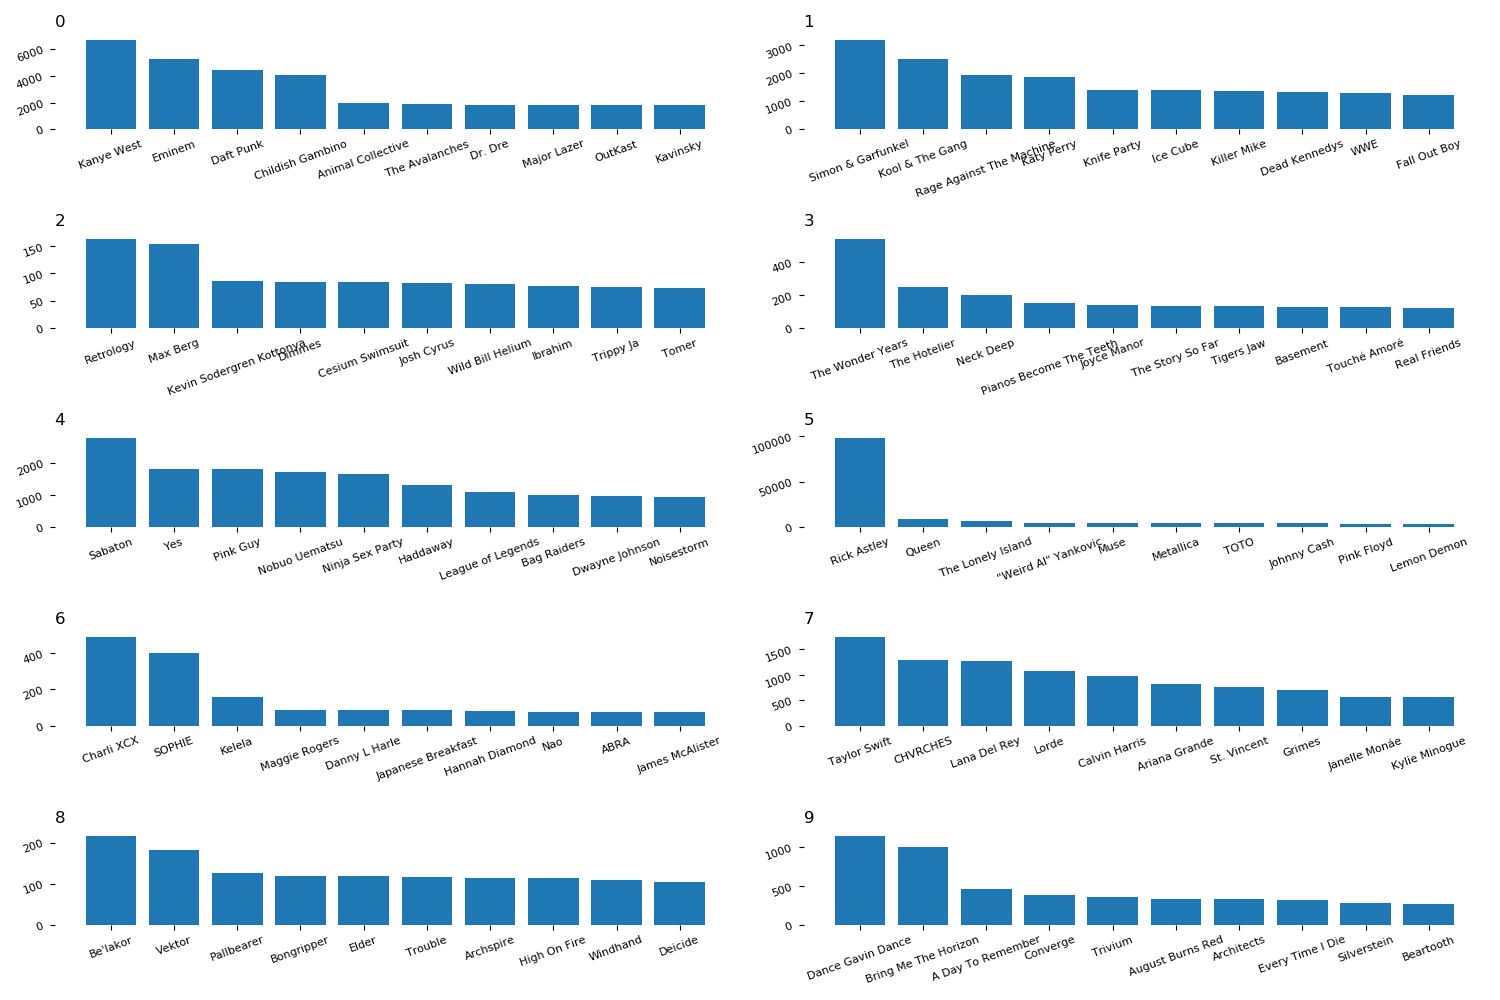 0
6000
4000
2000
0
Kanye West
Eminem
Daft Punk
Childish Gambino
Animal Collective
The Avalanches
Dr. Dre
Major Lazer
OutKast
Kavinsky
1
3000
2000
1000
0
Simon & Garfunkel
Kool & The Gang
Rage Against The Machine
Katy Perry
Knife Party
Ice Cube
Killer Mike
Dead Kennedys
WWE
Fall Out Boy
2
150
100
50
0
Retrology
Max Berg
Kevin Sodergren Kottonya
Dimmes
Cesium Swimsuit
Josh Cyrus
Wild Bill Helium
Ibrahim
Trippy Ja
Tomer
3
400
200
0
The Wonder Years
The Hotelier
Neck Deep
Pianos Become The Teeth
Joyce Manor
The Story So Far
Tigers Jaw
Basement
Touché Amoré
Real Friends
4
2000
1000
0
Sabaton
Yes
Pink Guy
Nobuo Uematsu
Ninja Sex Party
Haddaway
League of Legends
Bag Raiders
Dwayne Johnson
Noisestorm
5
100000
50000
0
Rick Astley
Queen
The Lonely Island
"Weird Al" Yankovic
Muse
Metallica
TOTO
Johnny Cash
Pink Floyd
Lemon Demon
6
400
200
0
Charli XCX
SOPHIE
Kelela
Maggie Rogers
Danny L Harle
Japanese Breakfast
Hannah Diamond
Nao
ABRA
James McAlister
7
1500
1000
500
0
Taylor Swift
CHVRCHES
Lana Del Rey
Lorde
Calvin Harris
Ariana Grande
St. Vincent
Grimes
Janelle Monáe
Kylie Minogue
8
200
100
0
Be'lakor
Vektor
Pallbearer
Bongripper
Elder
Trouble
Archspire
High On Fire
Windhand
Deicide
9
1000
500
0
Dance Gavin Dance
Bring Me The Horizon
A Day To Remember
Converge
Trivium
August Burns Red
Architects
Every Time I Die
Silverstein
Beartooth